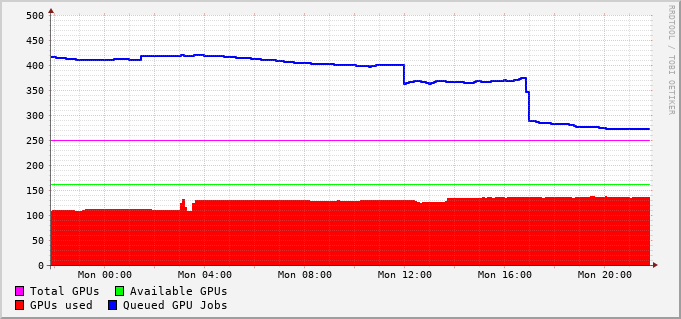 500
450
400
350
300
250
200
150
100
50
0
Mon 00:00 Mon 04:00 Mon 08:00 Mon 12:00 Mon 16:00 Mon 20:00
Total GPUs Available GPUs
GPUs used Queued GPU Jobs
RRDTOOL / TOBI OETIKER